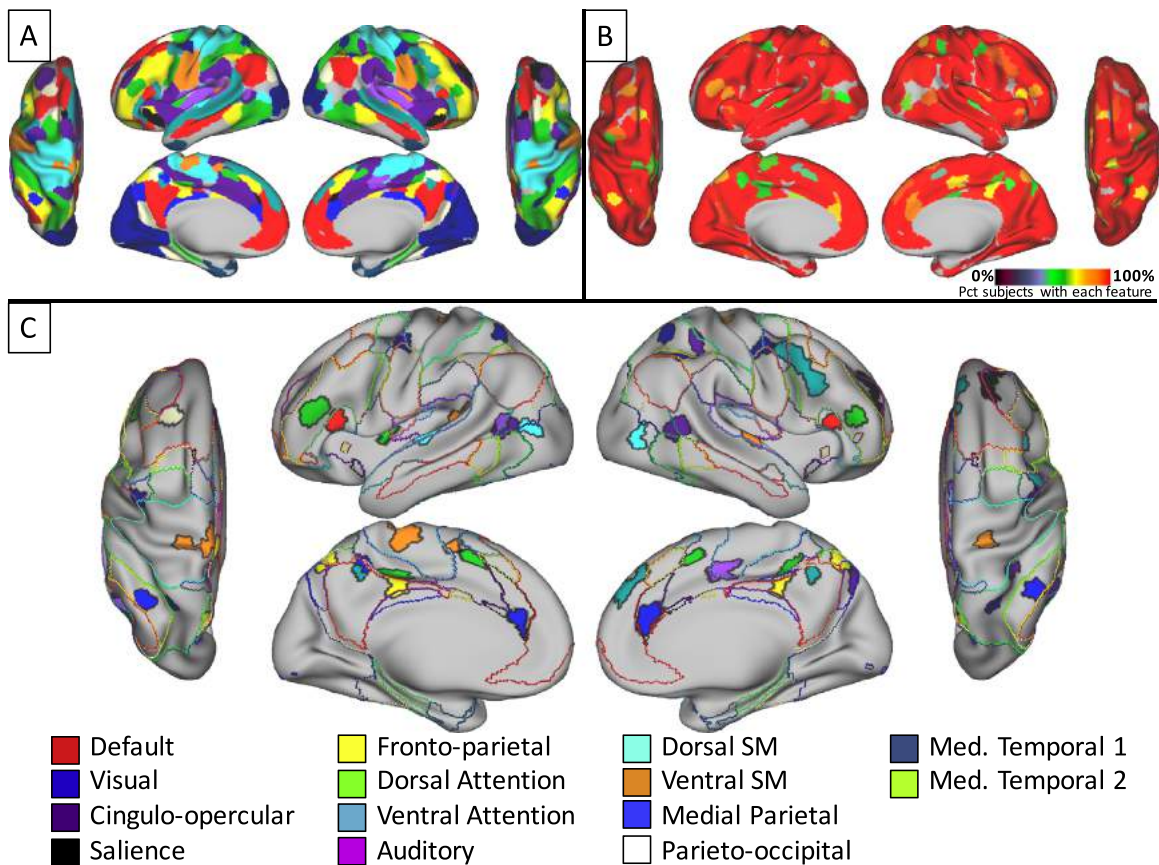 A
B
0% 100%
Pct subjects with each feature
C
Default
Visual
Cingulo-opercular
Salience
Fronto-parietal
Dorsal Attention
Ventral Attention
Auditory
Dorsal SM
Ventral SM
Medial Parietal
Parieto-occipital
Med. Temporal 1
Med. Temporal 2